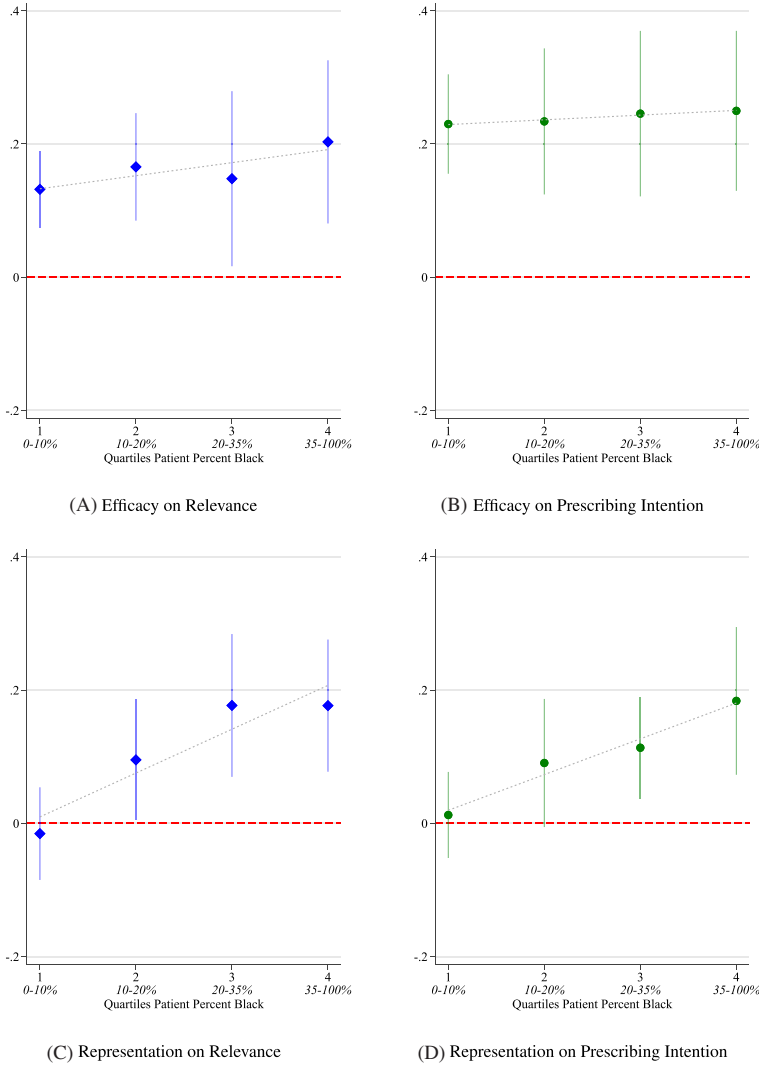 .4
.2
0
-.2
1 2 3 4
0-10% 10-20% 20-35% 35-100%
Quartiles Patient Percent Black
(A) Efficacy on Relevance
.4
.2
0
-.2
1 2 3 4
0-10% 10-20% 20-35% 35-100%
Quartiles Patient Percent Black
(B) Efficacy on Prescribing Intention
.4
.2
0
-.2
1 2 3 4
0-10% 10-20% 20-35% 35-100%
Quartiles Patient Percent Black
(C) Representation on Relevance
.4
.2
0
-.2
1 2 3 4
0-10% 10-20% 20-35% 35-100%
Quartiles Patient Percent Black
(D) Representation on Prescribing Intention